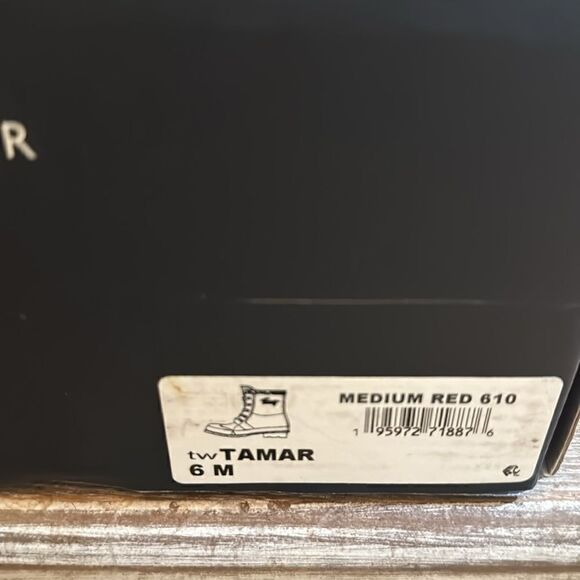 R
MEDIUM RED 610
1 95972 71887 6
twTAMAR
6 M